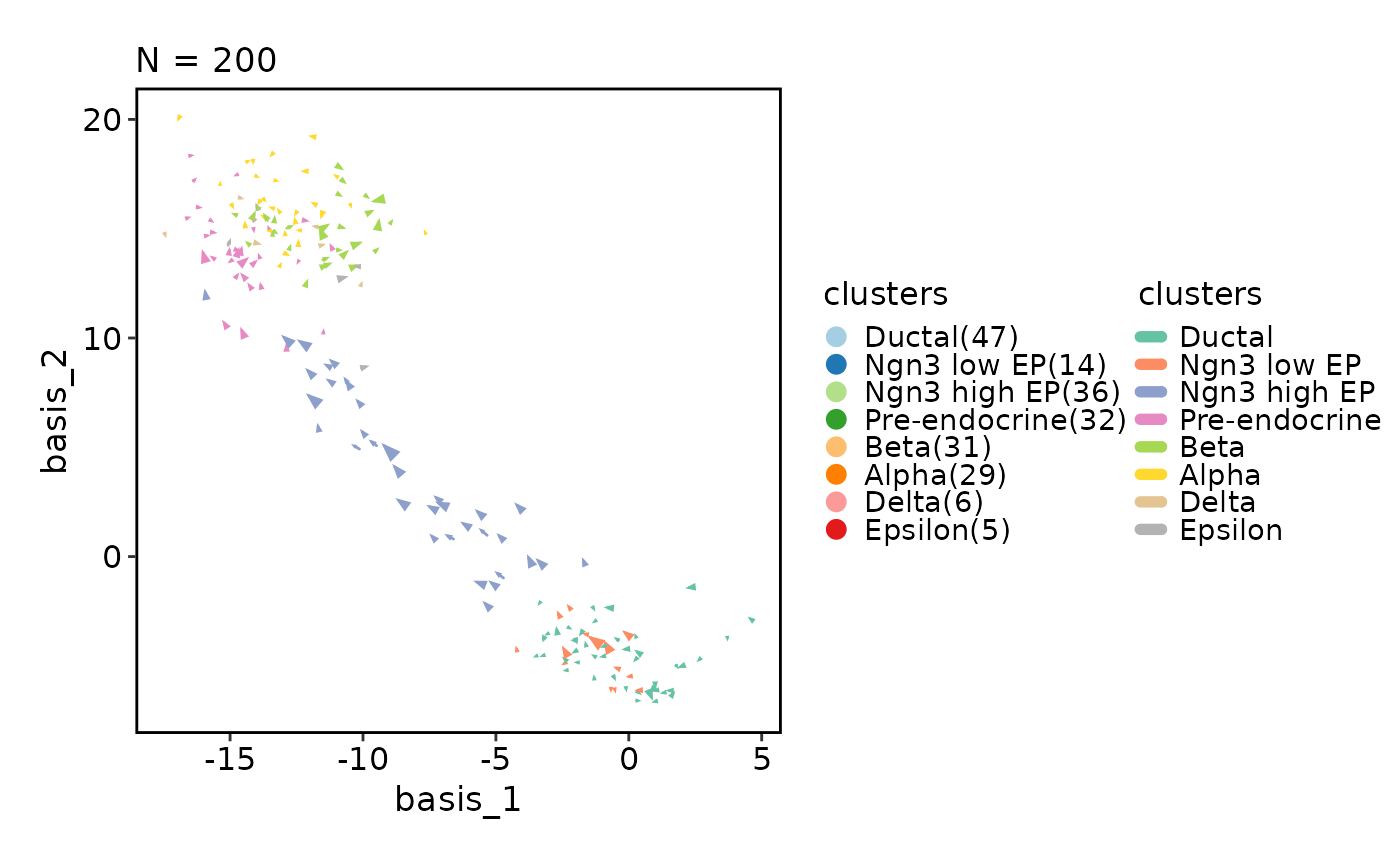 N = 200
20
10
0
basis_2
-15
-10
-5
0
5
basis_1
clusters
Ductal(47)
Ngn3 low EP(14)
Ngn3 high EP(36)
Pre-endocrine(32)
Beta(31)
Alpha(29)
Delta(6)
Epsilon(5)
clusters
Ductal
Ngn3 low EP
Ngn3 high EP
Pre-endocrine
Beta
Alpha
Delta
Epsilon